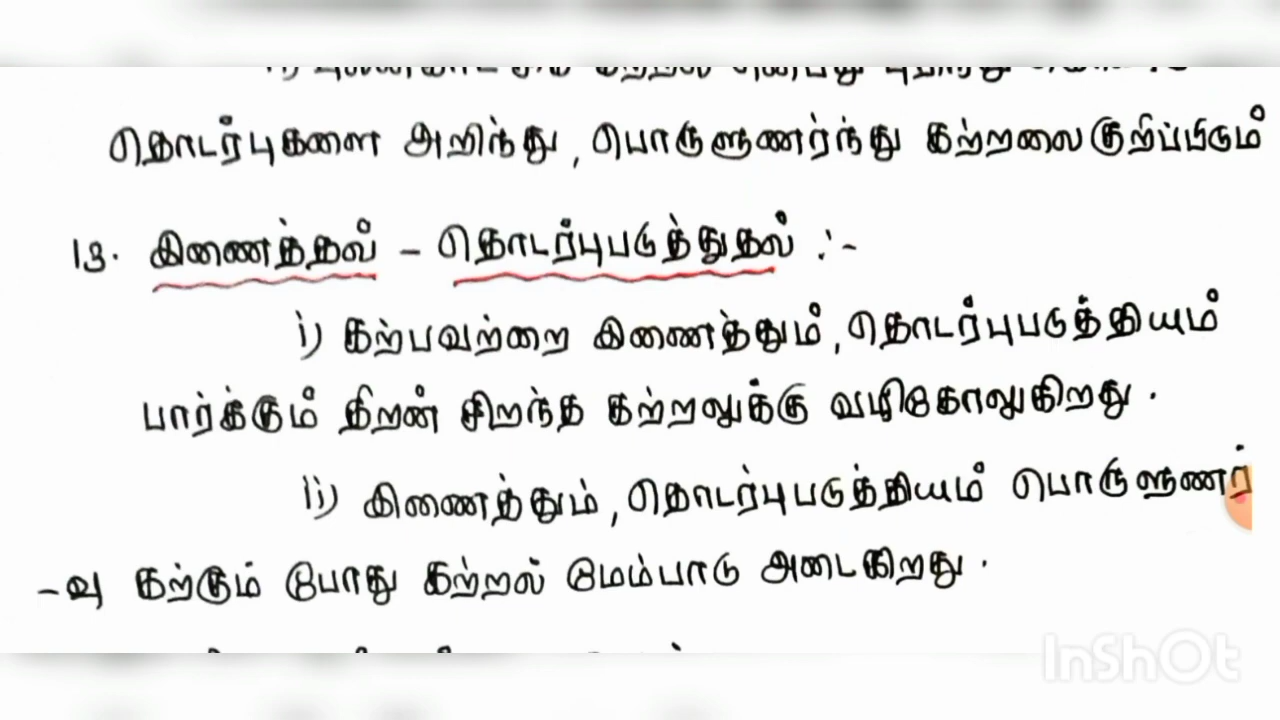 தொடர்புகளை அறிந்து, பொருளுணர்ந்து கற்றலை குறிப்பிடும்
13. இணைத்தல் - தொடர்புபடுத்துதல் :-
i) கற்பவற்றை இணைத்தும், தொடர்புபடுத்தியும்
பார்க்கும் திறன் சிறந்த கற்றலுக்கு வழிகோலுகிறது.
ii) இணைத்தும், தொடர்புபடுத்தியும் பொருளுணர்
-வு கற்கும் போது கற்றல் மேம்பாடு அடைகிறது.
InShOt